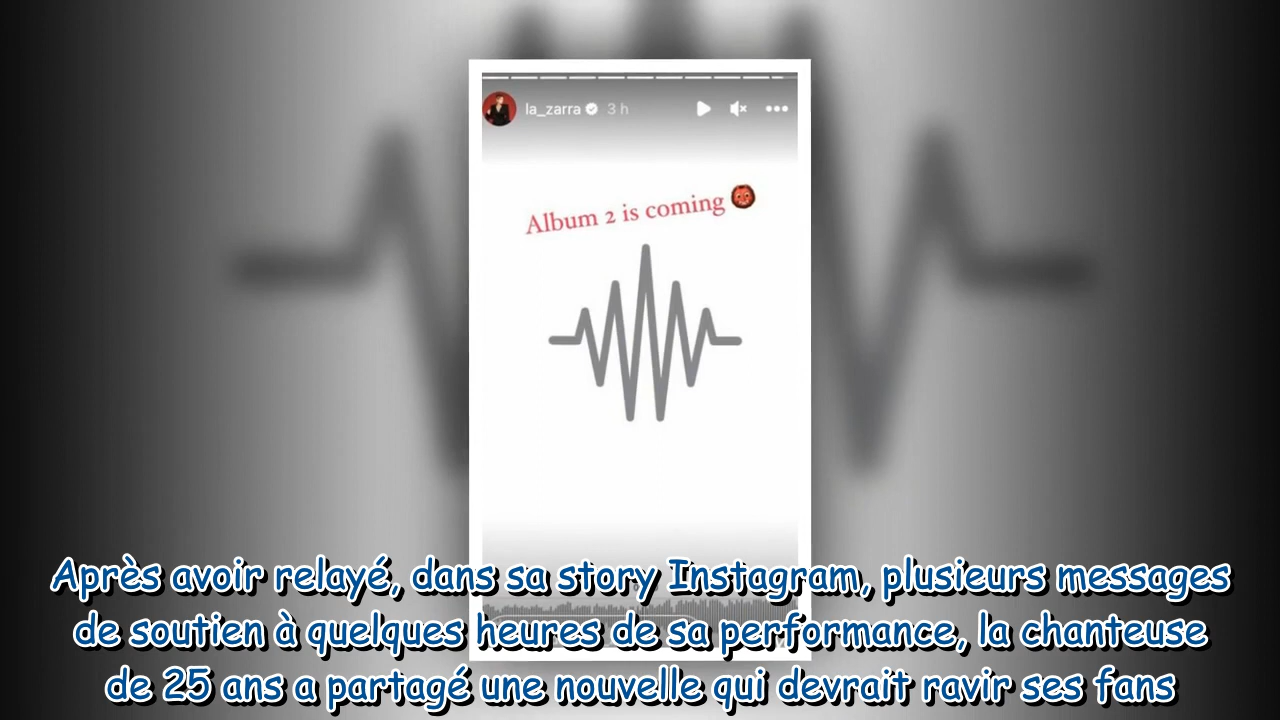 la_zarra 3 h
Album 2 is coming 👹
Après avoir relayé, dans sa story Instagram, plusieurs messages
de soutien à quelques heures de sa performance, la chanteuse
de 25 ans a partagé une nouvelle qui devrait ravir ses fans